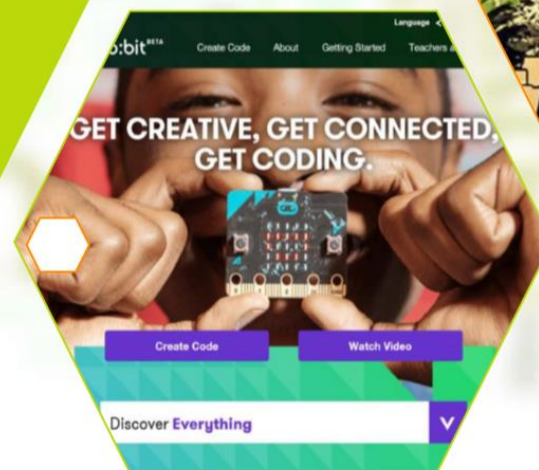 Language
:bit BETA
Create Code About Getting Started Teachers
GET CREATIVE, GET CONNECTED,
GET CODING.
Create Code Watch Video
Discover Everything